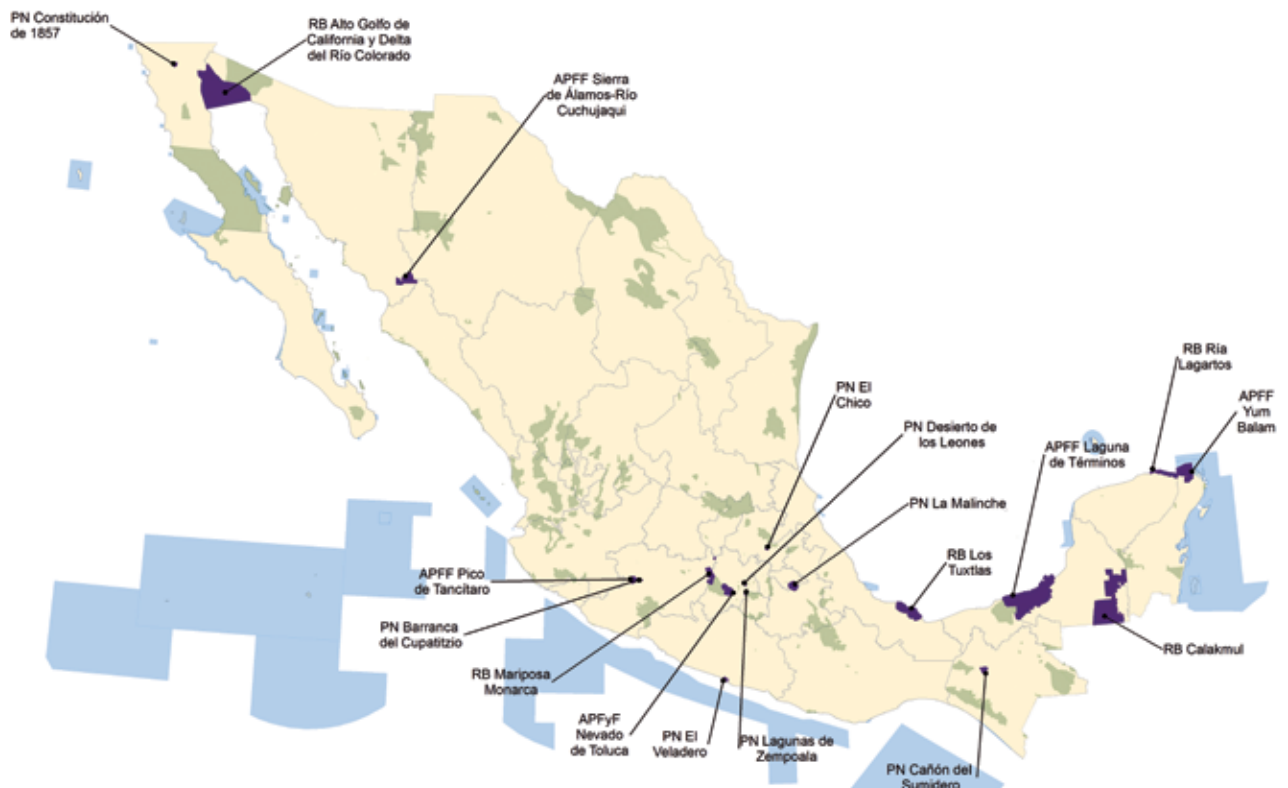 PN Constitución
de 1857
RB Alto Golfo de
California y Delta
del Río Colorado
APFF Sierra
de Álamos-Río
Cuchujaqui
RB Ría
Lagartos
APFF
Yum
Balam
PN El
Chico
PN Desierto de
los Leones
APFF Laguna
de Términos
PN La Malinche
RB Los
Tuxtlas
APFF Pico
de Tancítaro
PN Barranca
del Cupatitzio
RB Mariposa
Monarca
APFyF
Nevado
de Toluca
PN El
Veladero
PN Lagunas de
Zempoala
RB Calakmul
PN Cañón del
Sumidero